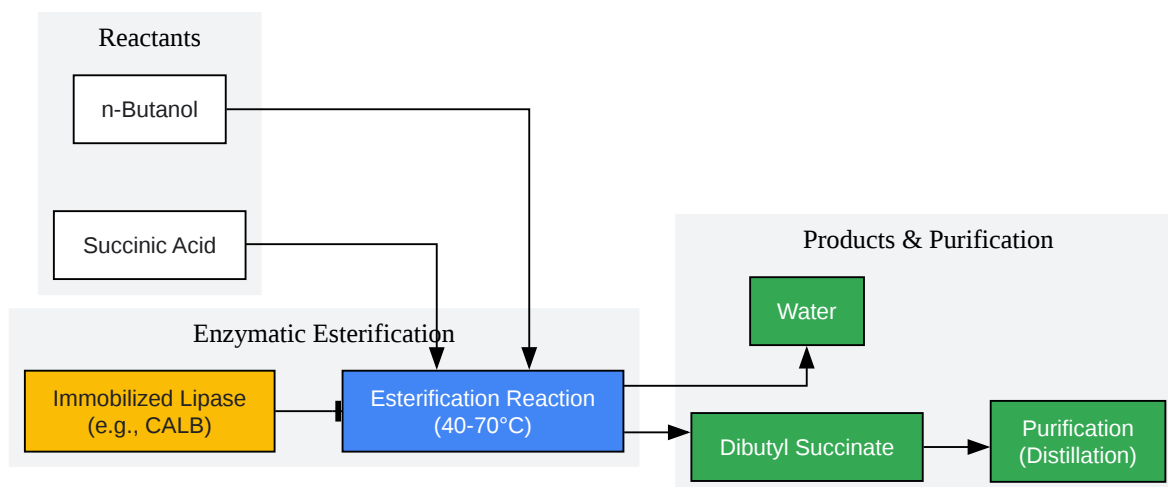 Reactants
n-Butanol
Succinic Acid
Enzymatic Esterification
Immobilized Lipase
(e.g., CALB)
Esterification Reaction
(40-70°C)
Products & Purification
Water
Dibutyl Succinate
Purification
(Distillation)